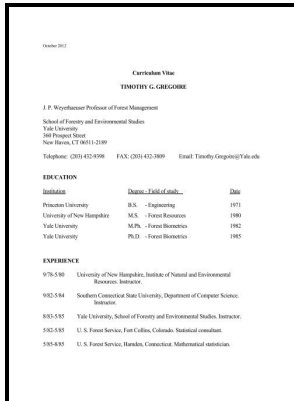 October 2012
Curriculum Vitae
TIMOTHY G. GREGOIRE
J. P. Weyerhaeuser Professor of Forest Management
School of Forestry and Environmental Studies
Yale University
360 Prospect Street
New Haven, CT 06511-2189
Telephone: (203) 432-9398 FAX: (203) 432-3809 Email: Timothy.Gregoire@Yale.edu
EDUCATION
Institution Degree - Field of study Date
Princeton University B.S. - Engineering 1971
University of New Hampshire M.S. - Forest Resources 1980
Yale University M.Ph. - Forest Biometrics 1982
Yale University Ph.D. - Forest Biometrics 1985
EXPERIENCE
9/78-5/80 University of New Hampshire, Institute of Natural and Environmental
Resources. Instructor.
9/82-5/84 Southern Connecticut State University, Department of Computer Science.
Instructor.
8/83-5/85 Yale University, School of Forestry and Environmental Studies. Instructor.
5/82-5/85 U. S. Forest Service, Fort Collins, Colorado. Statistical consultant.
5/85-8/85 U. S. Forest Service, Hamden, Connecticut. Mathematical statistician.